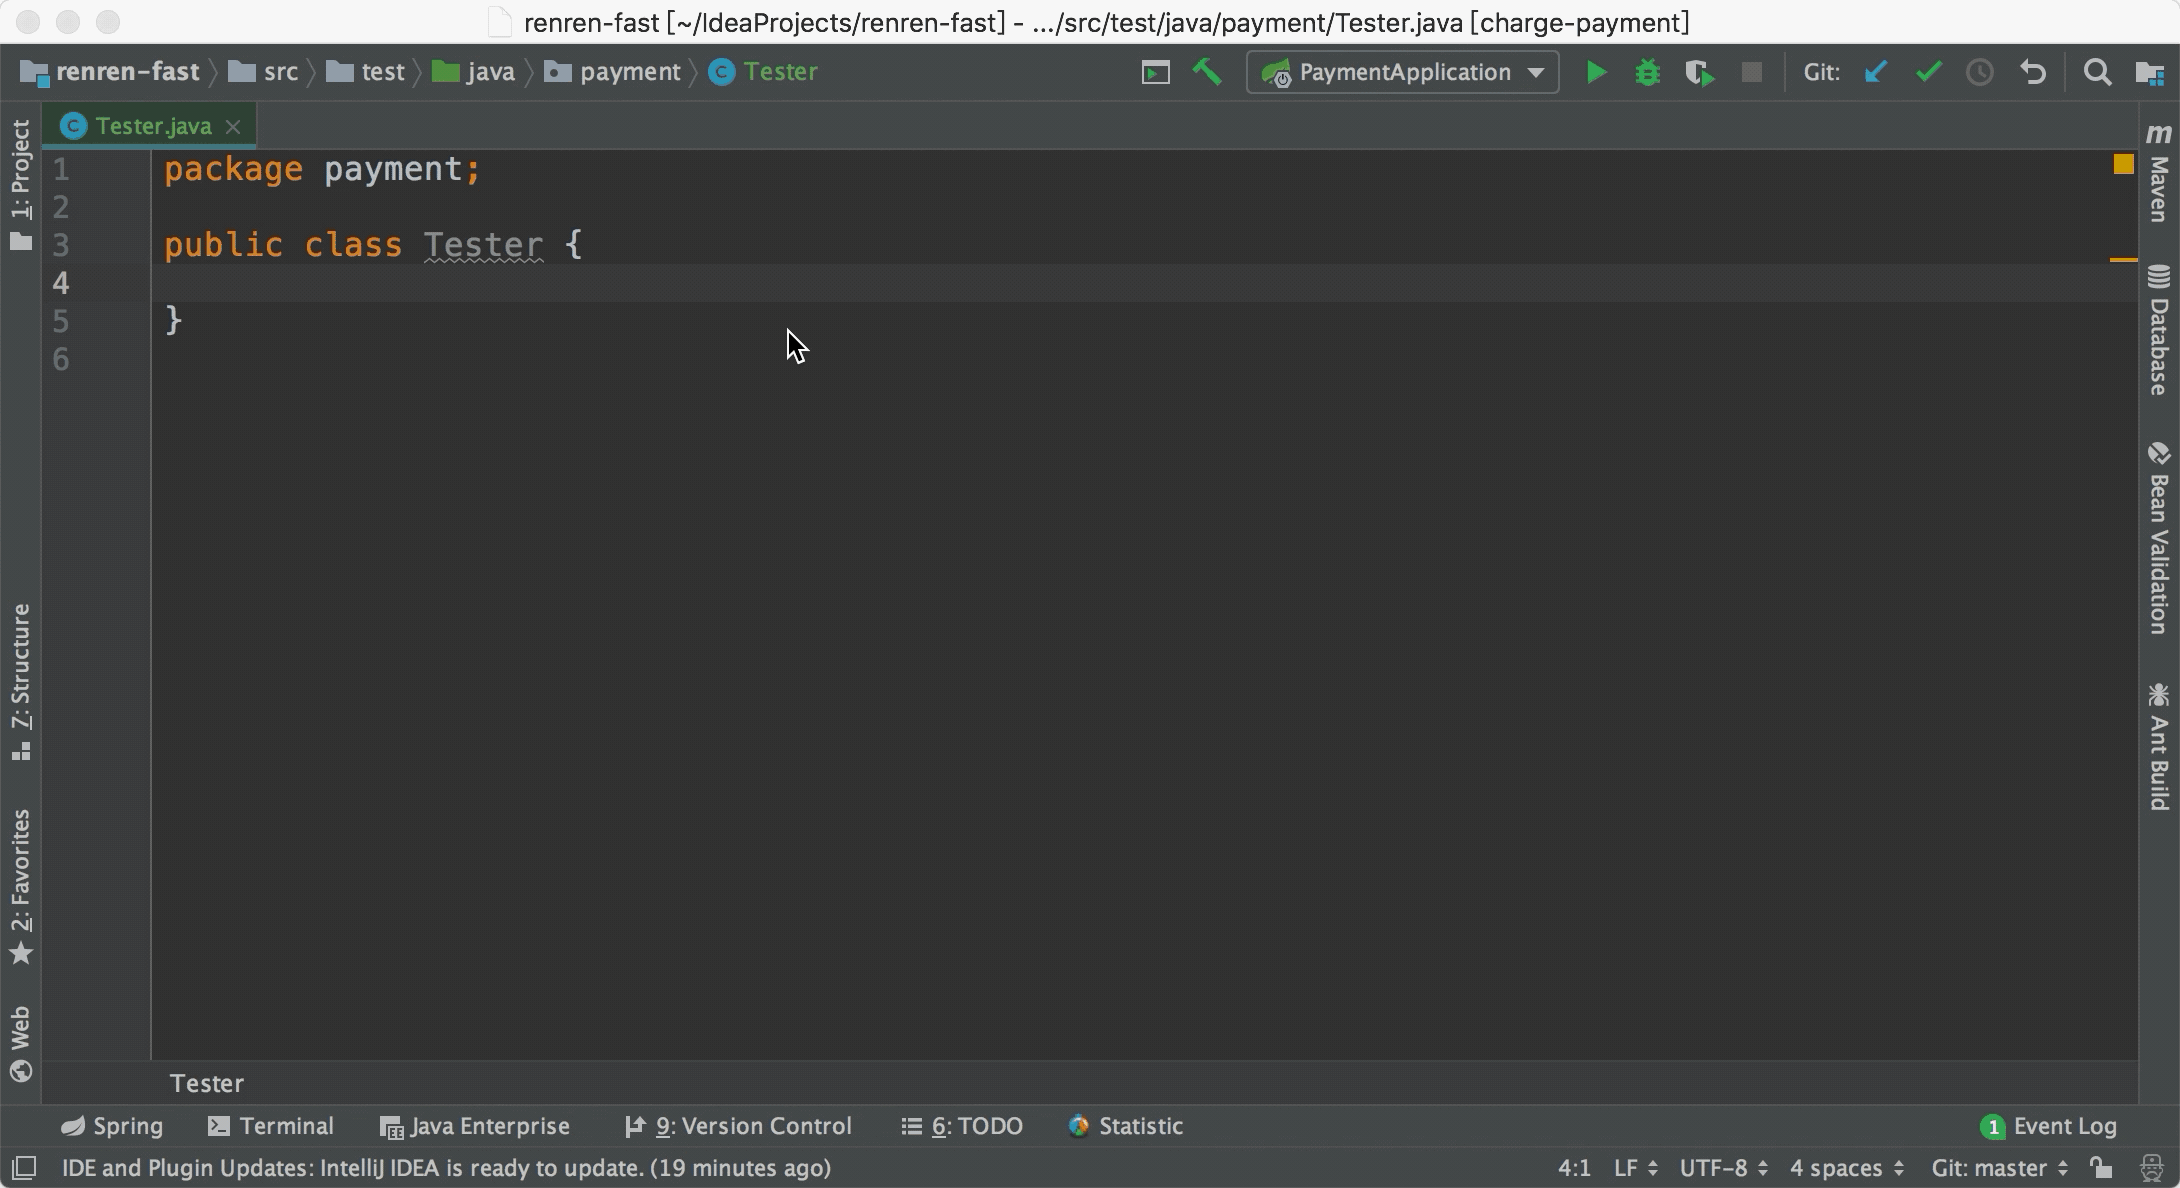 renren-fast [~/IdeaProjects/renren-fast] - .../src/test/java/payment/Tester.java [charge-payment]
renren-fast src test java payment C Tester PaymentApplication Git:
C Tester.java
1: Project
7: Structure
2: Favorites
Web
1 package payment;
2
3 public class Tester {
4
5 }
6
m Maven
Database
Bean Validation
Ant Build
Tester
Spring Terminal Java Enterprise 9: Version Control 6: TODO Statistic 1 Event Log
IDE and Plugin Updates: IntelliJ IDEA is ready to update. (19 minutes ago) 4:1 LF UTF-8 4 spaces Git: master